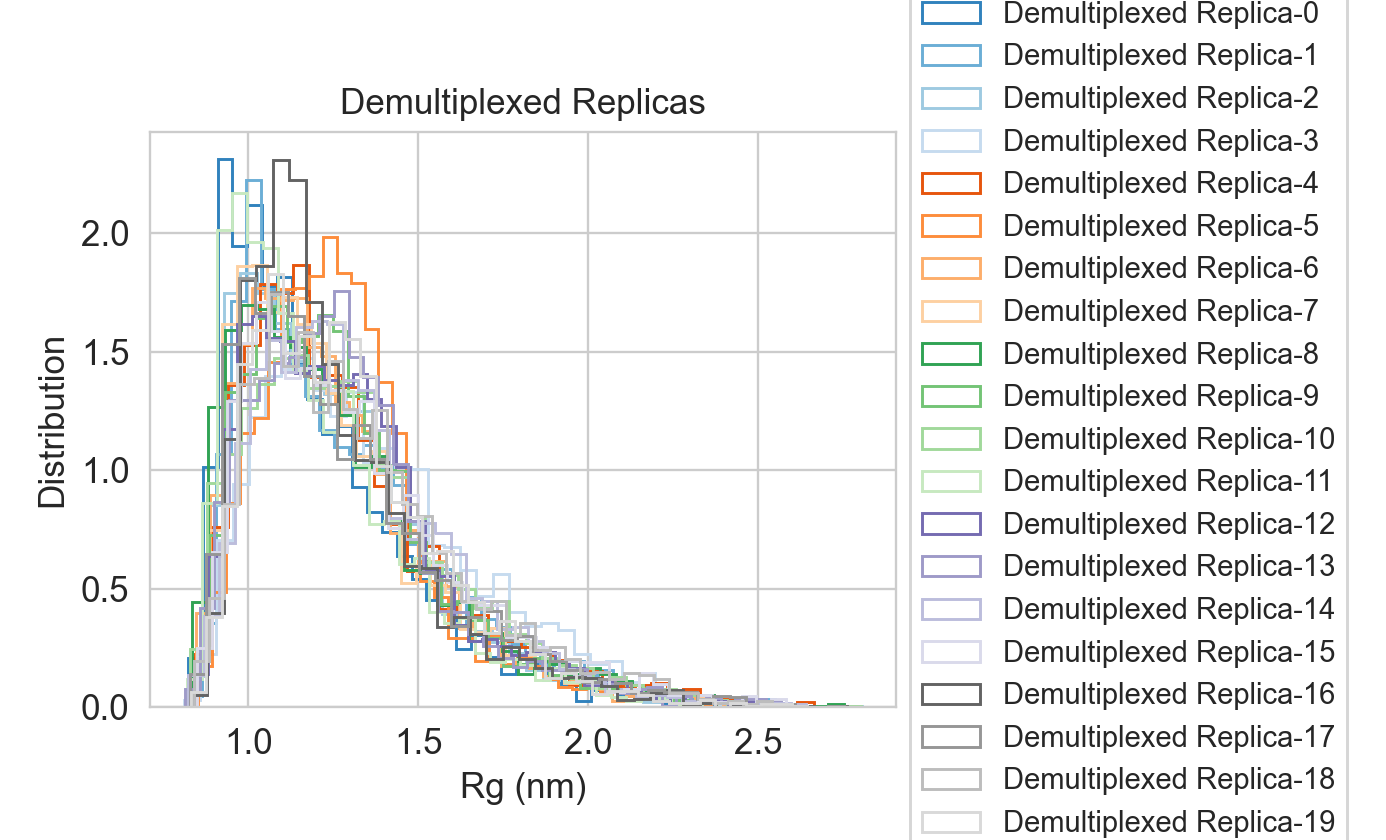 Demultiplexed Replicas
Distribution
2.0
1.5
1.0
0.5
0.0
1.0
1.5
2.0
2.5
Rg (nm)
Demultiplexed Replica-0
Demultiplexed Replica-1
Demultiplexed Replica-2
Demultiplexed Replica-3
Demultiplexed Replica-4
Demultiplexed Replica-5
Demultiplexed Replica-6
Demultiplexed Replica-7
Demultiplexed Replica-8
Demultiplexed Replica-9
Demultiplexed Replica-10
Demultiplexed Replica-11
Demultiplexed Replica-12
Demultiplexed Replica-13
Demultiplexed Replica-14
Demultiplexed Replica-15
Demultiplexed Replica-16
Demultiplexed Replica-17
Demultiplexed Replica-18
Demultiplexed Replica-19